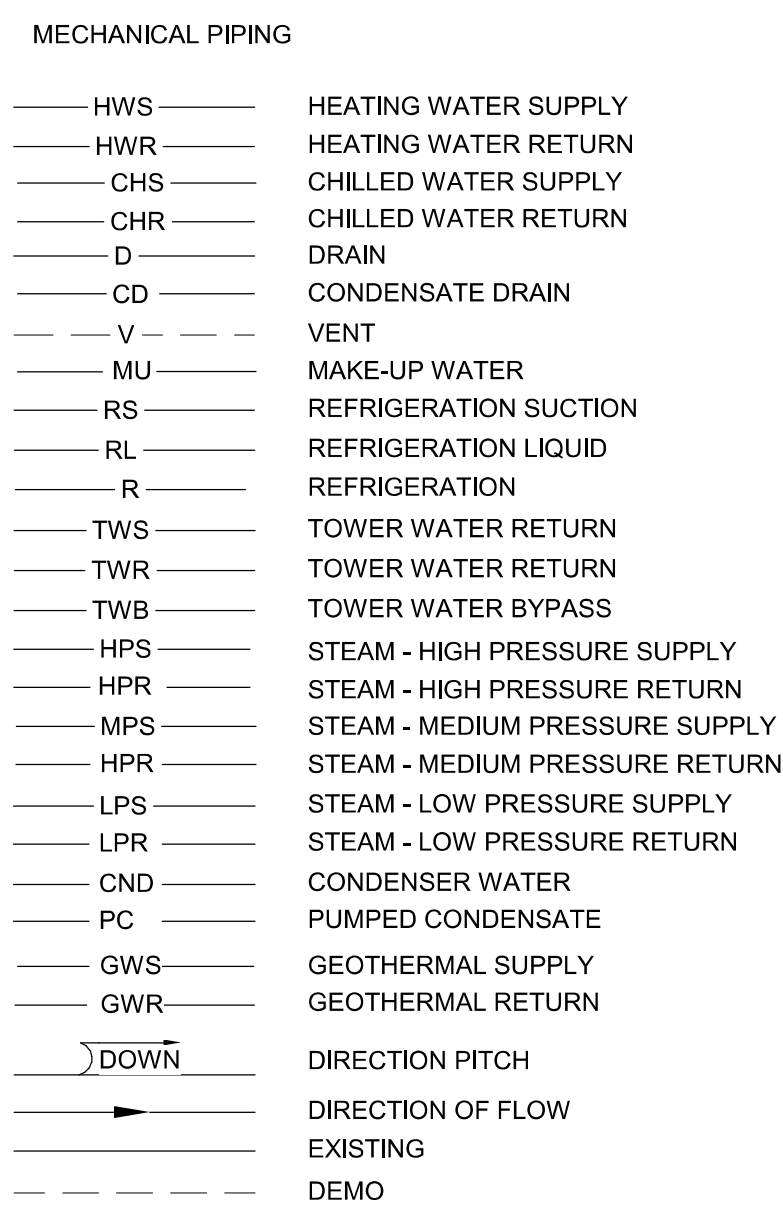 MECHANICAL PIPING
HWS HEATING WATER SUPPLY
HWR HEATING WATER RETURN
CHS CHILLED WATER SUPPLY
CHR CHILLED WATER RETURN
D DRAIN
CD CONDENSATE DRAIN
V VENT
MU MAKE-UP WATER
RS REFRIGERATION SUCTION
RL REFRIGERATION LIQUID
R REFRIGERATION
TWS TOWER WATER RETURN
TWR TOWER WATER RETURN
TWB TOWER WATER BYPASS
HPS STEAM - HIGH PRESSURE SUPPLY
HPR STEAM - HIGH PRESSURE RETURN
MPS STEAM - MEDIUM PRESSURE SUPPLY
HPR STEAM - MEDIUM PRESSURE RETURN
LPS STEAM - LOW PRESSURE SUPPLY
LPR STEAM - LOW PRESSURE RETURN
CND CONDENSER WATER
PC PUMPED CONDENSATE
GWS GEOTHERMAL SUPPLY
GWR GEOTHERMAL RETURN
DOWN DIRECTION PITCH
DIRECTION OF FLOW
EXISTING
DEMO